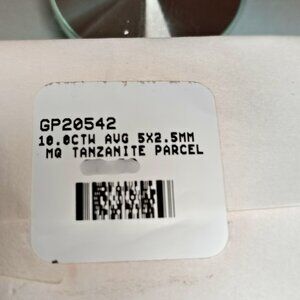 GP20542
10.0CTW AVG 5X2.5MM
MQ TANZANITE PARCEL